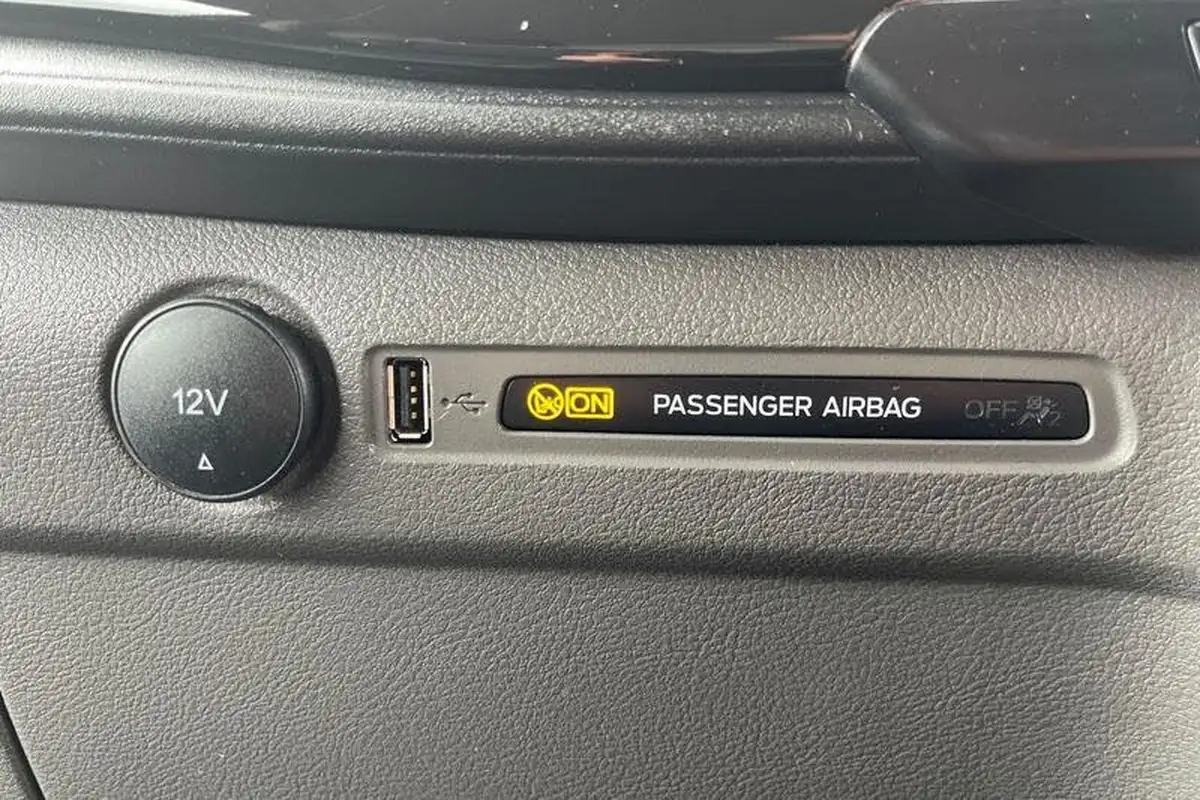 12V
ON PASSENGER AIRBAG OFF